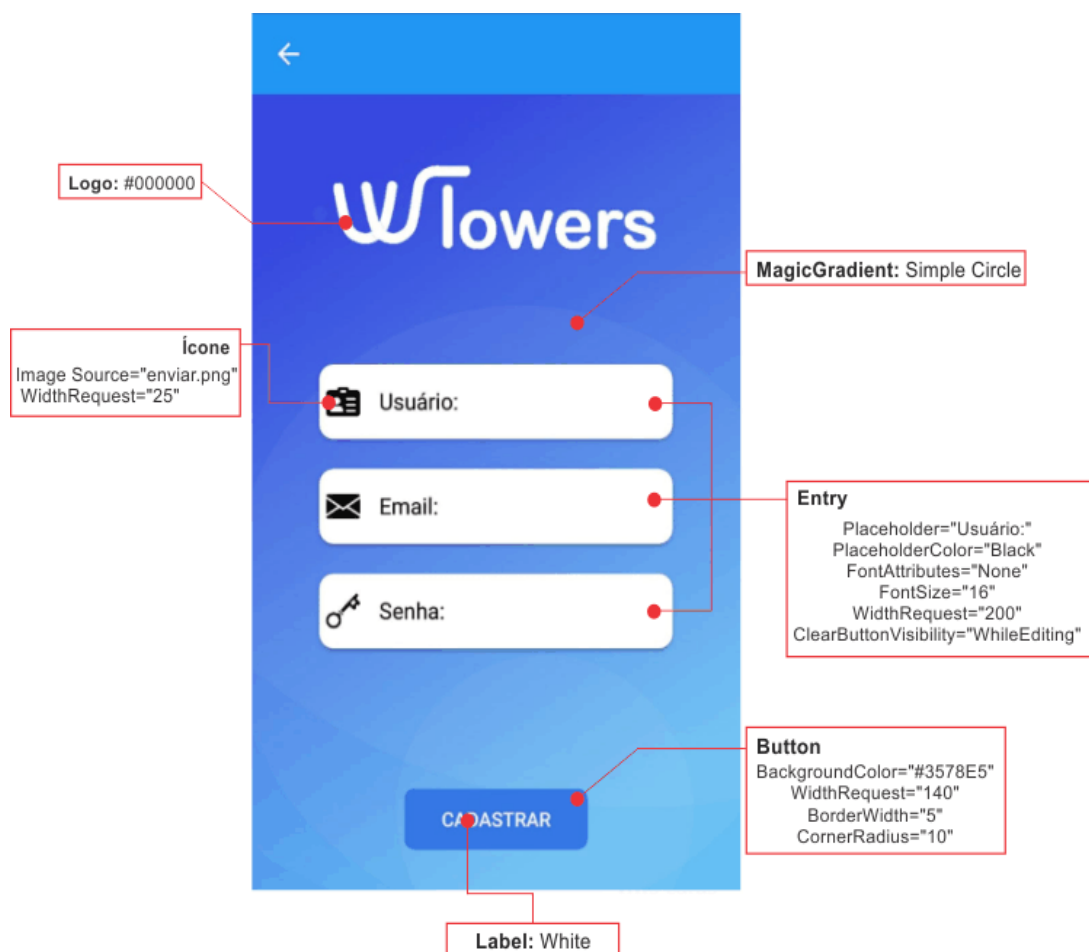 Logo: #000000
WFlowers
MagicGradient: Simple Circle
Ícone
Image Source="enviar.png"
WidthRequest="25"
Usuário:
Email:
Senha:
Entry
Placeholder="Usuário:"
PlaceholderColor="Black"
FontAttributes="None"
FontSize="16"
WidthRequest="200"
ClearButtonVisibility="WhileEditing"
Button
BackgroundColor="#3578E5"
WidthRequest="140"
BorderWidth="5"
CornerRadius="10"
CADASTRAR
Label: White